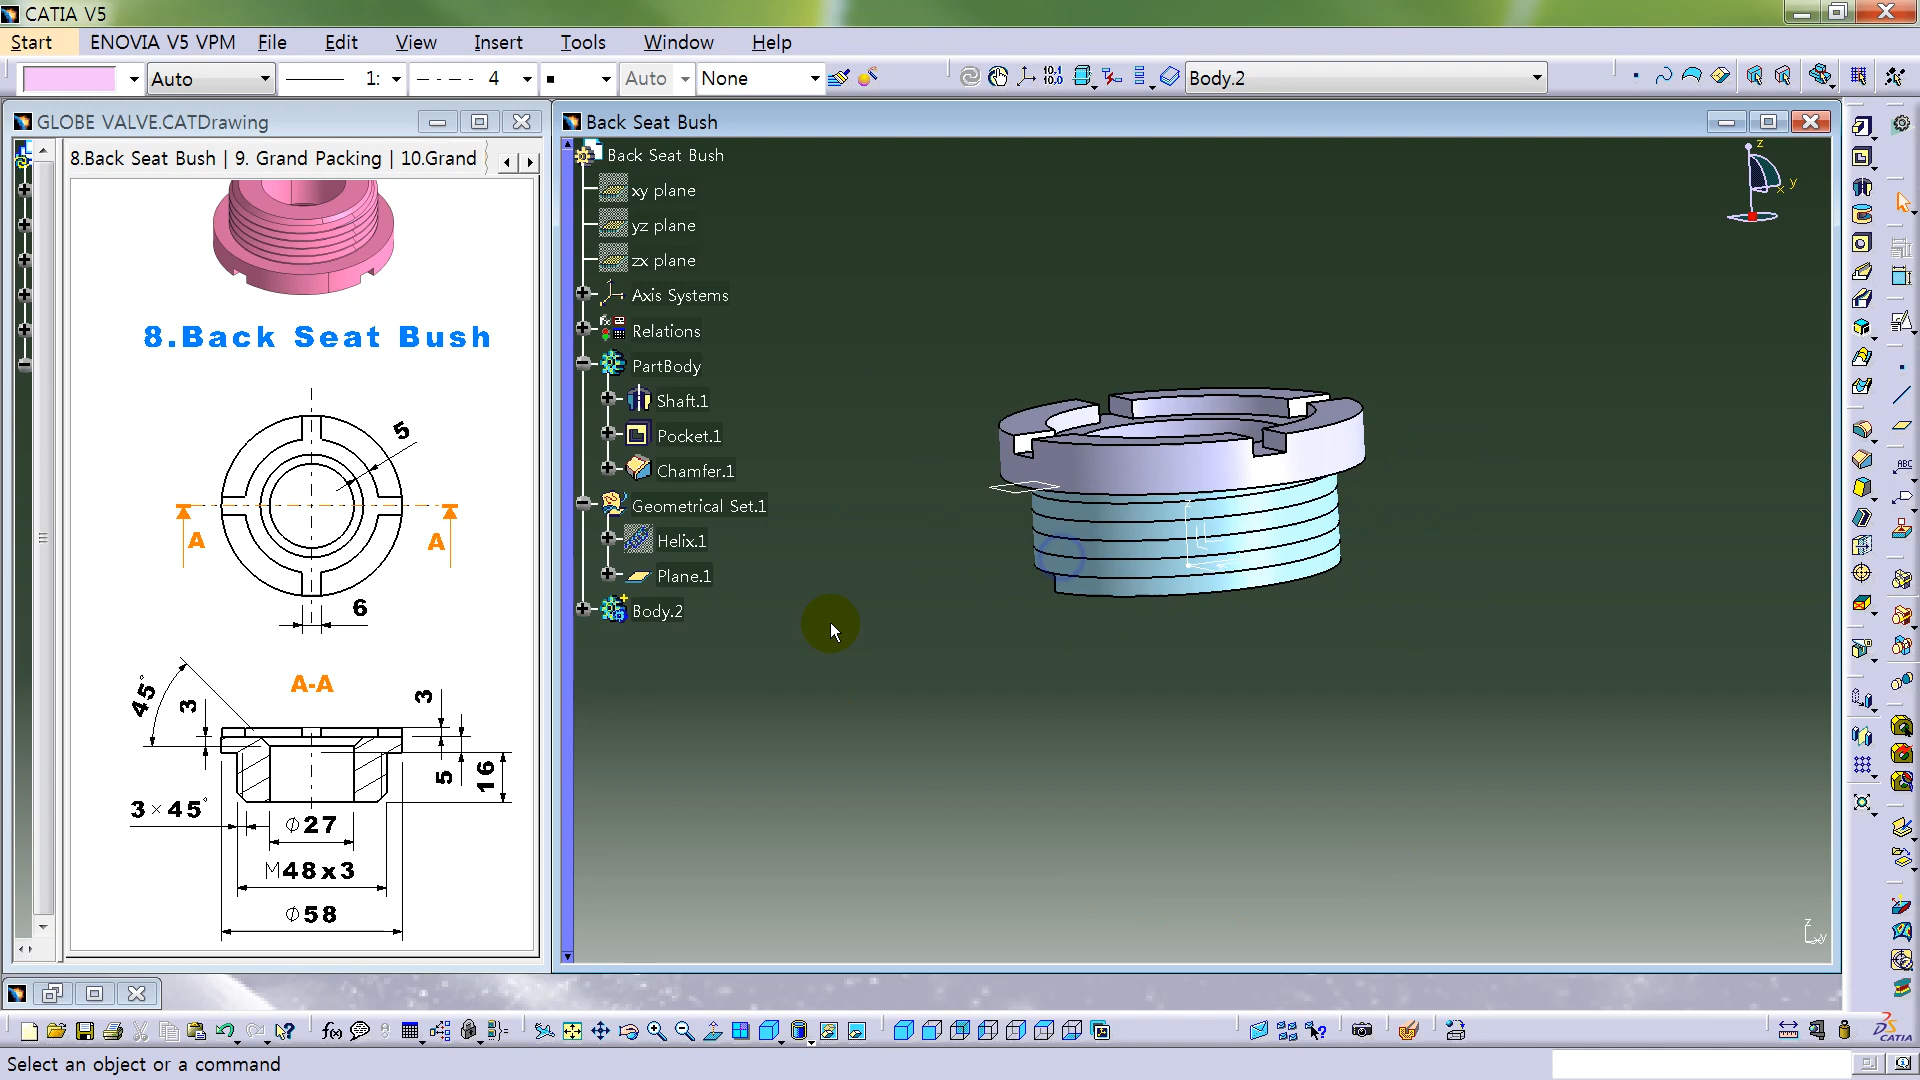 CATIA V5
Start ENOVIA V5 VPM File Edit View Insert Tools Window Help
Auto 1: 4 Auto None Body.2
GLOBE VALVE.CATDrawing
8.Back Seat Bush | 9. Grand Packing | 10.Grand
8.Back Seat Bush
5
A A
6
A-A
45°
3
3
5
16
3×45°
∅27
M48x3
∅58
Back Seat Bush
Back Seat Bush
xy plane
yz plane
zx plane
Axis Systems
Relations
PartBody
Shaft.1
Pocket.1
Chamfer.1
Geometrical Set.1
Helix.1
Plane.1
Body.2
z
y
x
z
y
ABC
CATIA
Select an object or a command